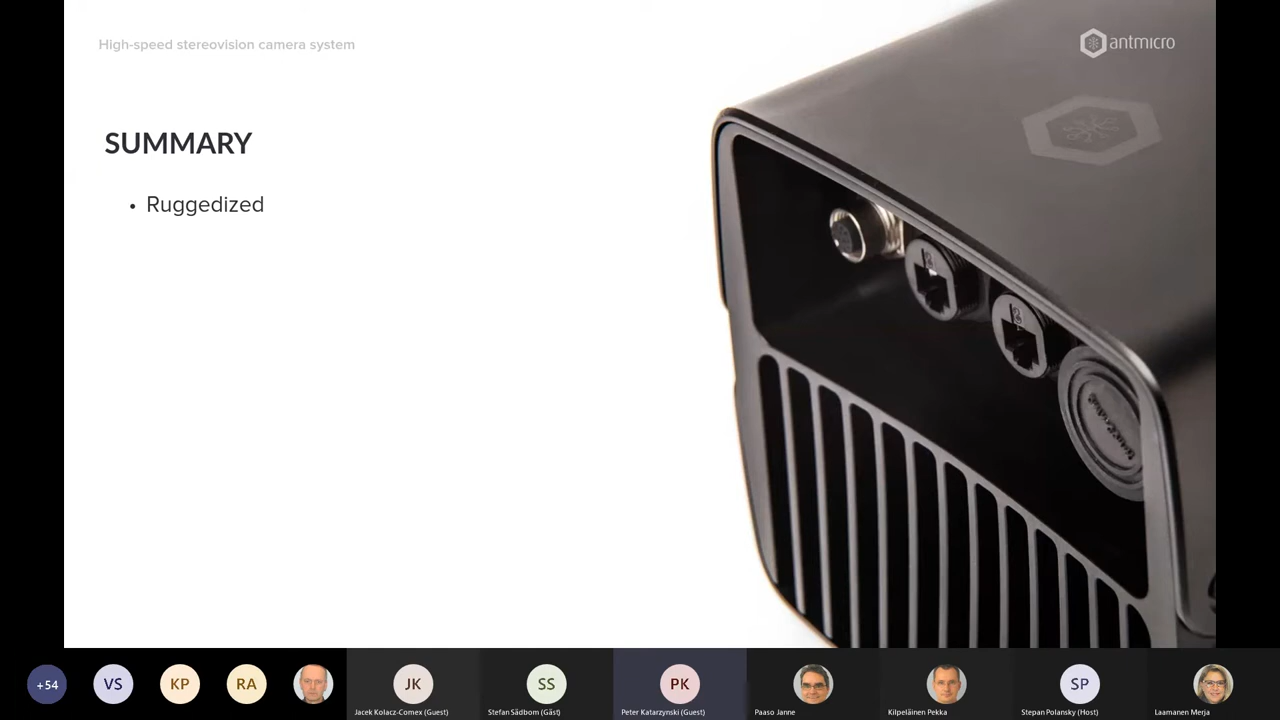 High-speed stereovision camera system
antmicro
SUMMARY
• Ruggedized
+54
VS
KP
RA
JK
Jacek Kolacz-Comex (Guest)
SS
Stefan Sädbom (Gäst)
PK
Peter Katarzynski (Guest)
Paaso Janne
Kilpeläinen Pekka
SP
Stepan Polansky (Host)
Laamanen Merja